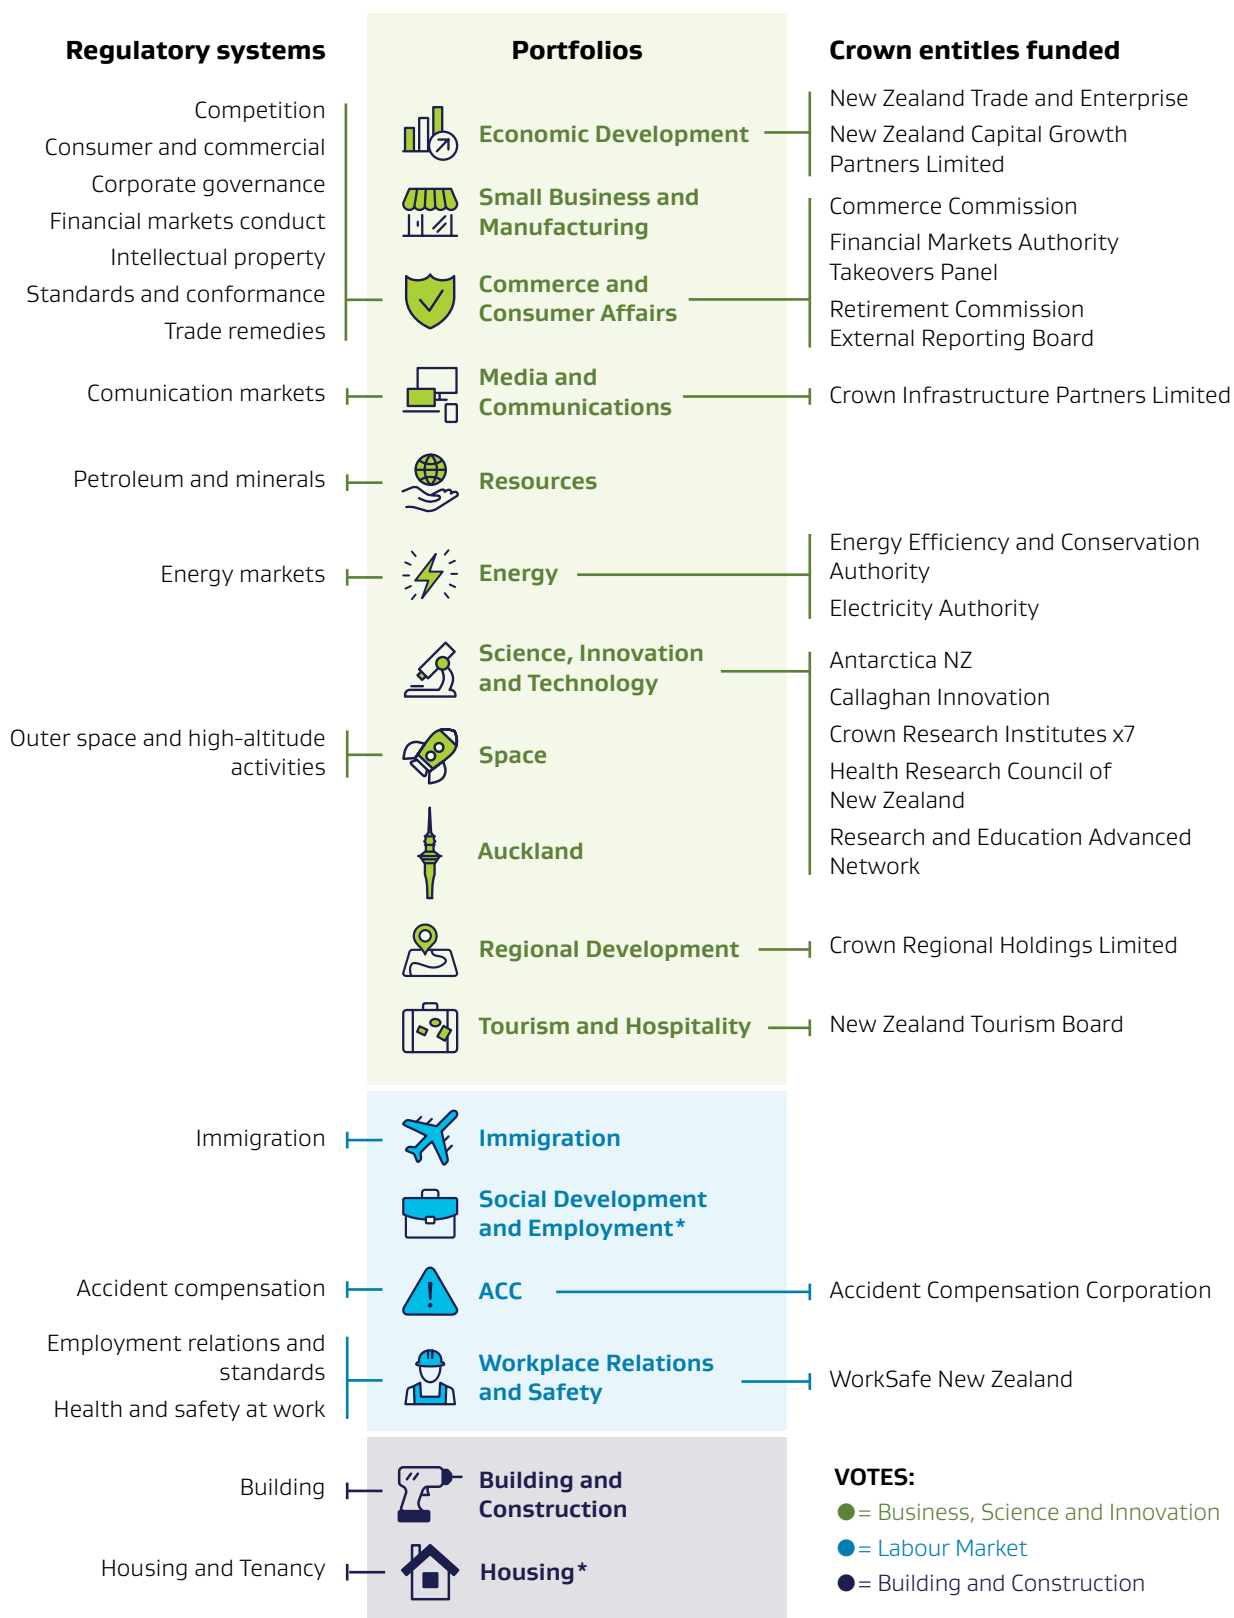 Regulatory systems
Portfolios
Crown entitles funded
Competition
Consumer and commercial
Corporate governance
Financial markets conduct
Intellectual property
Standards and conformance
Trade remedies
Economic Development
New Zealand Trade and Enterprise
New Zealand Capital Growth
Partners Limited
Small Business and
Manufacturing
Commerce and
Consumer Affairs
Commerce Commission
Financial Markets Authority
Takeovers Panel
Retirement Commission
External Reporting Board
Comunication markets
Media and
Communications
Crown Infrastructure Partners Limited
Petroleum and minerals
Resources
Energy markets
Energy
Energy Efficiency and Conservation
Authority
Electricity Authority
Science, Innovation
and Technology
Antarctica NZ
Callaghan Innovation
Crown Research Institutes x7
Health Research Council of
New Zealand
Research and Education Advanced
Network
Outer space and high-altitude
activities
Space
Auckland
Regional Development
Crown Regional Holdings Limited
Tourism and Hospitality
New Zealand Tourism Board
Immigration
Immigration
Social Development
and Employment*
Accident compensation
ACC
Accident Compensation Corporation
Employment relations and
standards
Health and safety at work
Workplace Relations
and Safety
WorkSafe New Zealand
Building
Building and
Construction
Housing and Tenancy
Housing*
VOTES:
= Business, Science and Innovation
= Labour Market
= Building and Construction